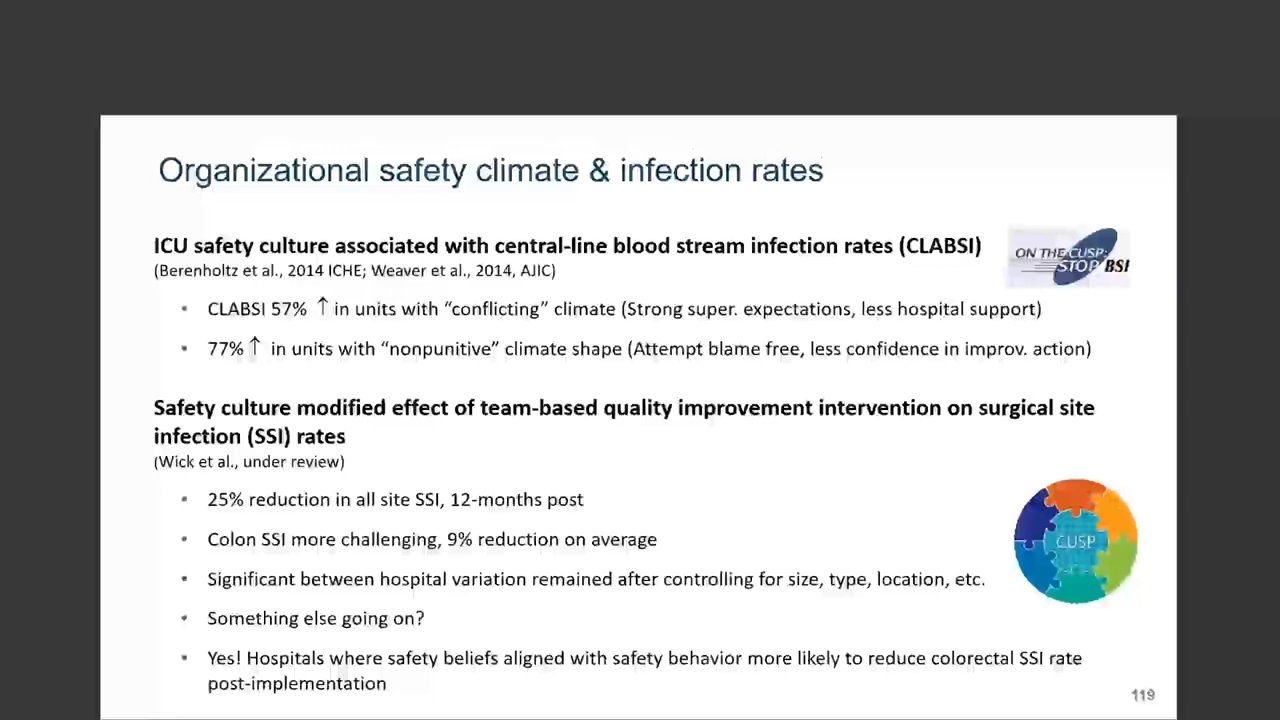 Organizational safety climate & infection rates
ICU safety culture associated with central-line blood stream infection rates (CLABSI)
(Berenholtz et al., 2014 ICHE; Weaver et al., 2014, AJIC)
ON THE CUSP:
STOP BSI
• CLABSI 57% ↑ in units with “conflicting” climate (Strong super. expectations, less hospital support)
• 77% ↑ in units with “nonpunitive” climate shape (Attempt blame free, less confidence in improv. action)
Safety culture modified effect of team-based quality improvement intervention on surgical site
infection (SSI) rates
(Wick et al., under review)
• 25% reduction in all site SSI, 12-months post
• Colon SSI more challenging, 9% reduction on average
CUSP
• Significant between hospital variation remained after controlling for size, type, location, etc.
• Something else going on?
• Yes! Hospitals where safety beliefs aligned with safety behavior more likely to reduce colorectal SSI rate
post-implementation
119